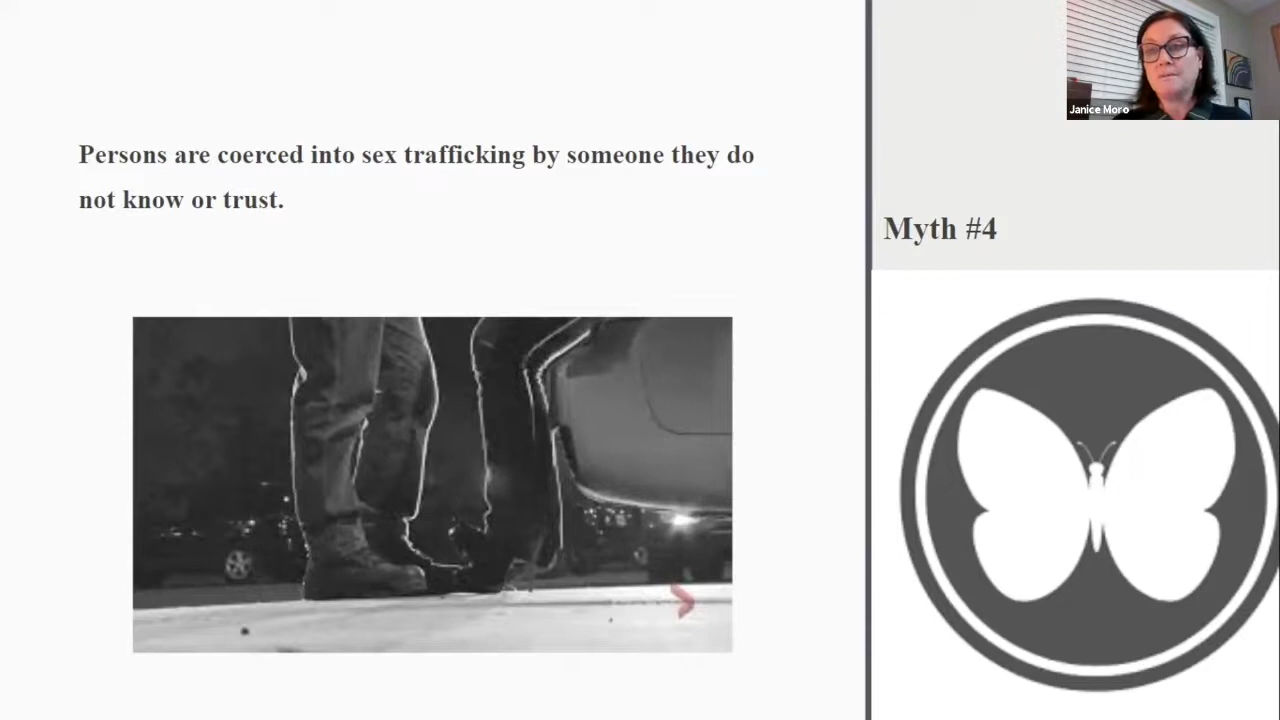 Persons are coerced into sex trafficking by someone they do
not know or trust.
Janice Moro
Myth #4